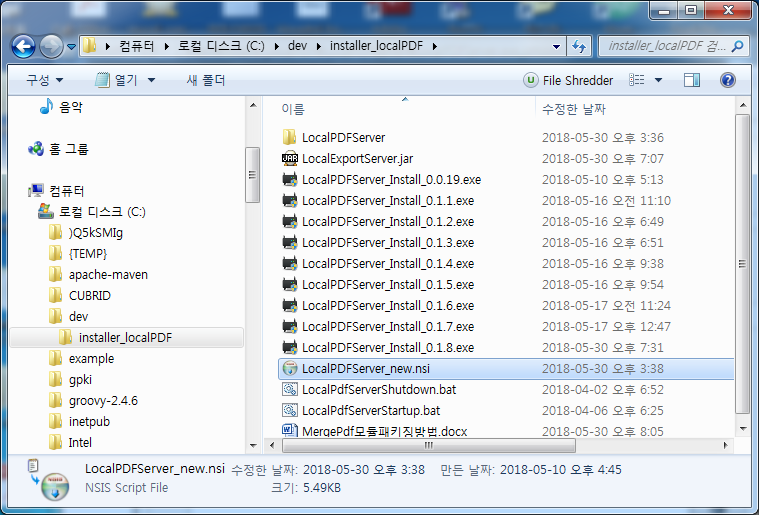 컴퓨터 ▸ 로컬 디스크 (C:) ▸ dev ▸ installer_localPDF ▸
installer_localPDF 검...
구성 ▼ 열기 ▼ 새 폴더
File Shredder
음악
홈 그룹
컴퓨터
로컬 디스크 (C:)
)Q5kSMIg
{TEMP}
apache-maven
CUBRID
dev
installer_localPDF
example
gpki
groovy-2.4.6
inetpub
Intel
이름 수정한 날짜
LocalPDFServer 2018-05-30 오후 3:36
LocalExportServer.jar 2018-05-30 오후 7:07
LocalPDFServer_Install_0.0.19.exe 2018-05-10 오후 5:13
LocalPDFServer_Install_0.1.1.exe 2018-05-16 오전 11:10
LocalPDFServer_Install_0.1.2.exe 2018-05-16 오후 6:49
LocalPDFServer_Install_0.1.3.exe 2018-05-16 오후 6:51
LocalPDFServer_Install_0.1.4.exe 2018-05-16 오후 9:38
LocalPDFServer_Install_0.1.5.exe 2018-05-16 오후 9:54
LocalPDFServer_Install_0.1.6.exe 2018-05-17 오전 11:24
LocalPDFServer_Install_0.1.7.exe 2018-05-17 오후 12:47
LocalPDFServer_Install_0.1.8.exe 2018-05-30 오후 7:31
LocalPDFServer_new.nsi 2018-05-30 오후 3:38
LocalPdfServerShutdown.bat 2018-04-02 오후 6:52
LocalPdfServerStartup.bat 2018-04-06 오후 6:25
MergePdf모듈패키징방법.docx 2018-05-30 오후 8:05
LocalPDFServer_new.nsi 수정한 날짜: 2018-05-30 오후 3:38 만든 날짜: 2018-05-10 오후 4:45
NSIS Script File 크기: 5.49KB